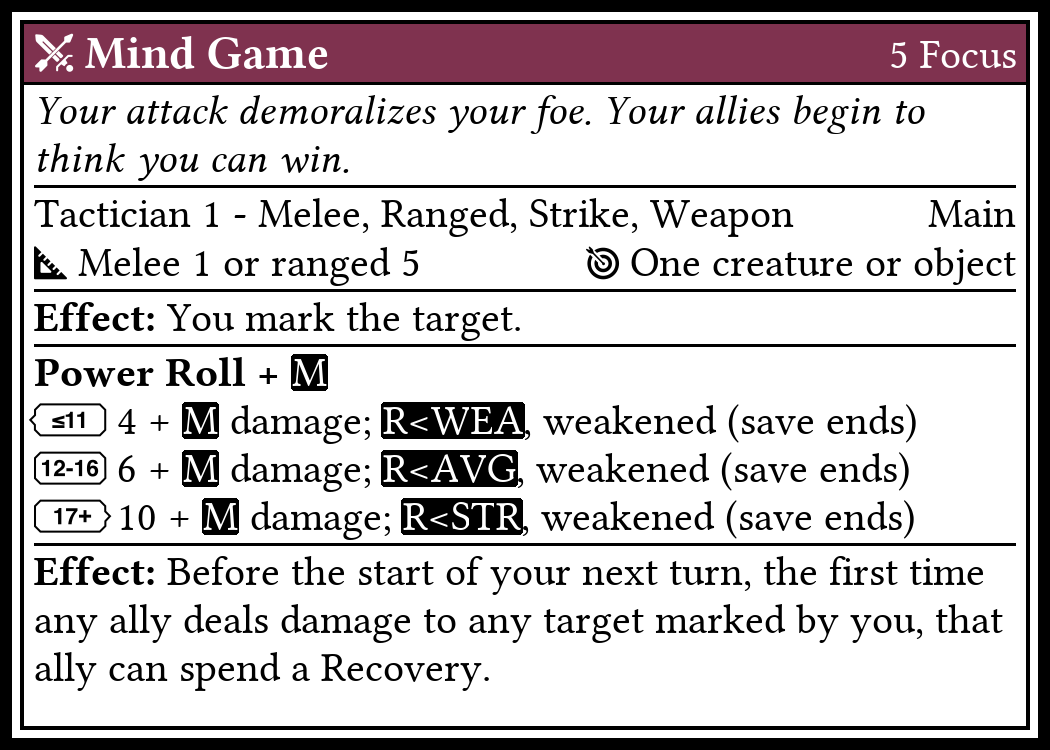 Mind Game 5 Focus
Your attack demoralizes your foe. Your allies begin to
think you can win.
Tactician 1 - Melee, Ranged, Strike, Weapon Main
Melee 1 or ranged 5 One creature or object
Effect: You mark the target.
Power Roll + M
≤11 4 + M damage; R<WEA, weakened (save ends)
12-16 6 + M damage; R<AVG, weakened (save ends)
17+ 10 + M damage; R<STR, weakened (save ends)
Effect: Before the start of your next turn, the first time
any ally deals damage to any target marked by you, that
ally can spend a Recovery.